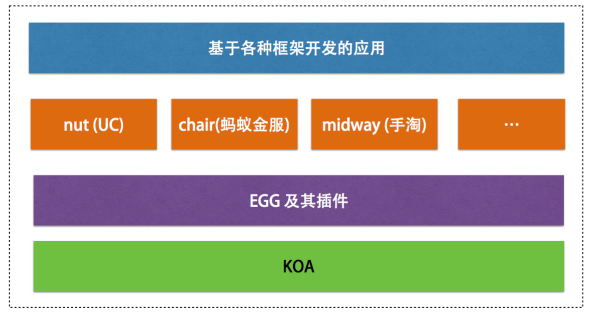 基于各种框架开发的应用
nut (UC)
chair(蚂蚁金服)
midway (手淘)
···
EGG 及其插件
KOA